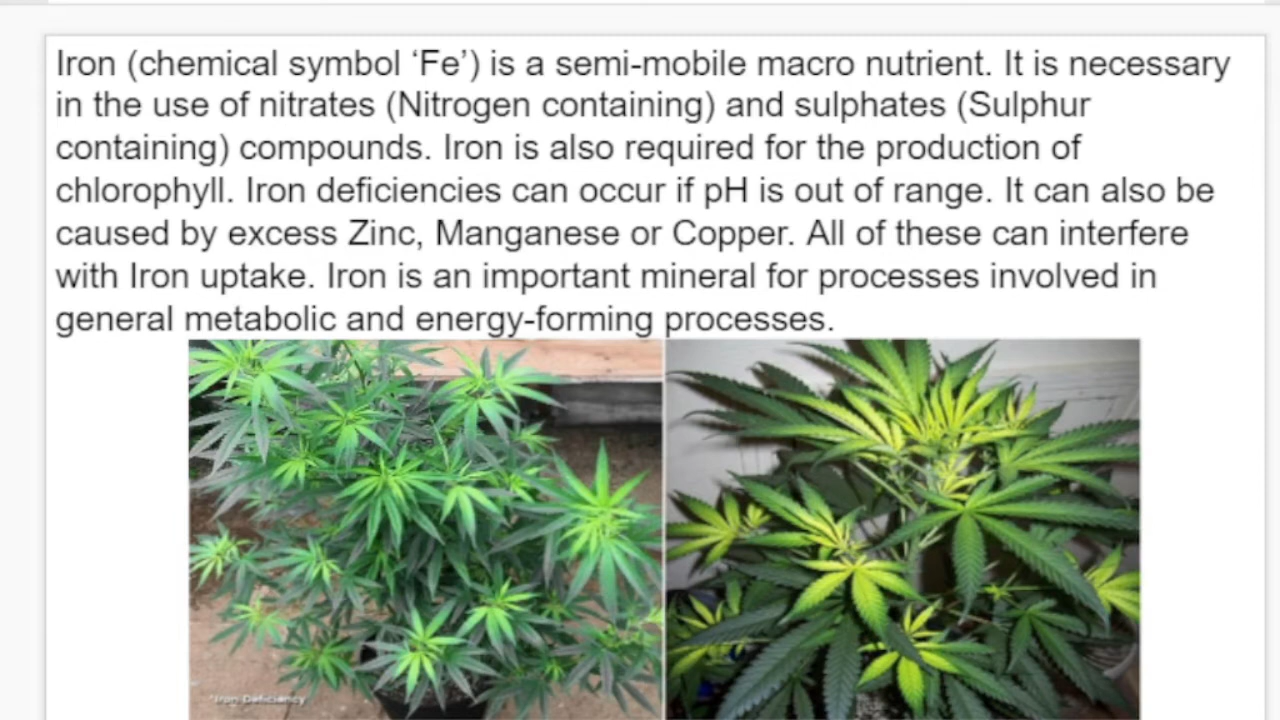 Iron (chemical symbol ‘Fe’) is a semi-mobile macro nutrient. It is necessary
in the use of nitrates (Nitrogen containing) and sulphates (Sulphur
containing) compounds. Iron is also required for the production of
chlorophyll. Iron deficiencies can occur if pH is out of range. It can also be
caused by excess Zinc, Manganese or Copper. All of these can interfere
with Iron uptake. Iron is an important mineral for processes involved in
general metabolic and energy-forming processes.
*Iron Deficiency